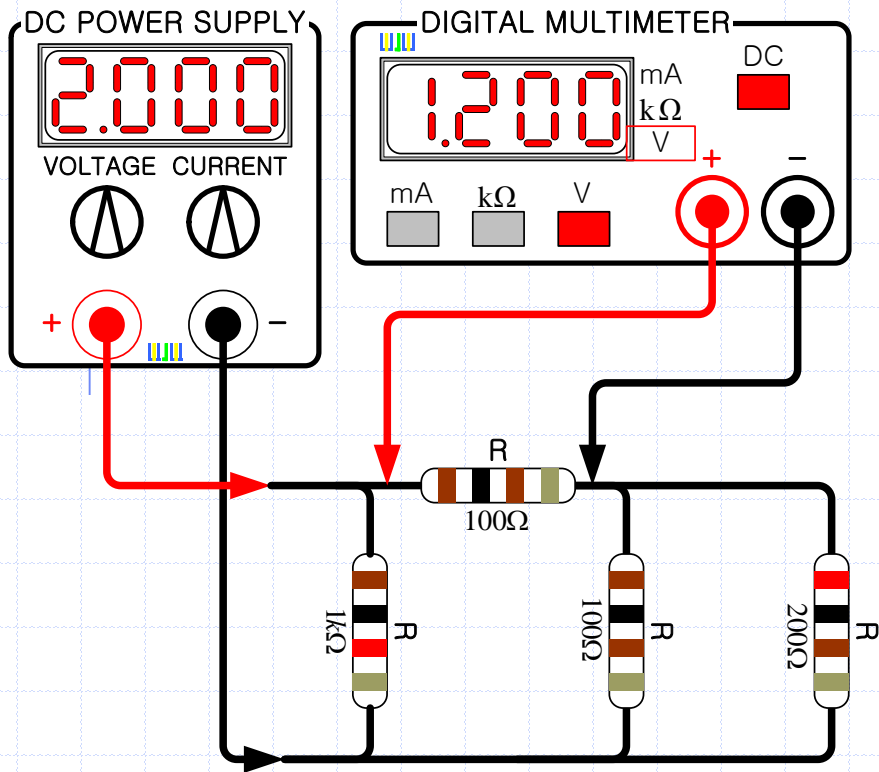 DC POWER SUPPLY
2.000
VOLTAGE CURRENT
+ −
DIGITAL MULTIMETER
1.200
mA
kΩ
V
DC
mA kΩ V
+ −
R
100Ω
1kΩ
R
100Ω
R
200Ω
R